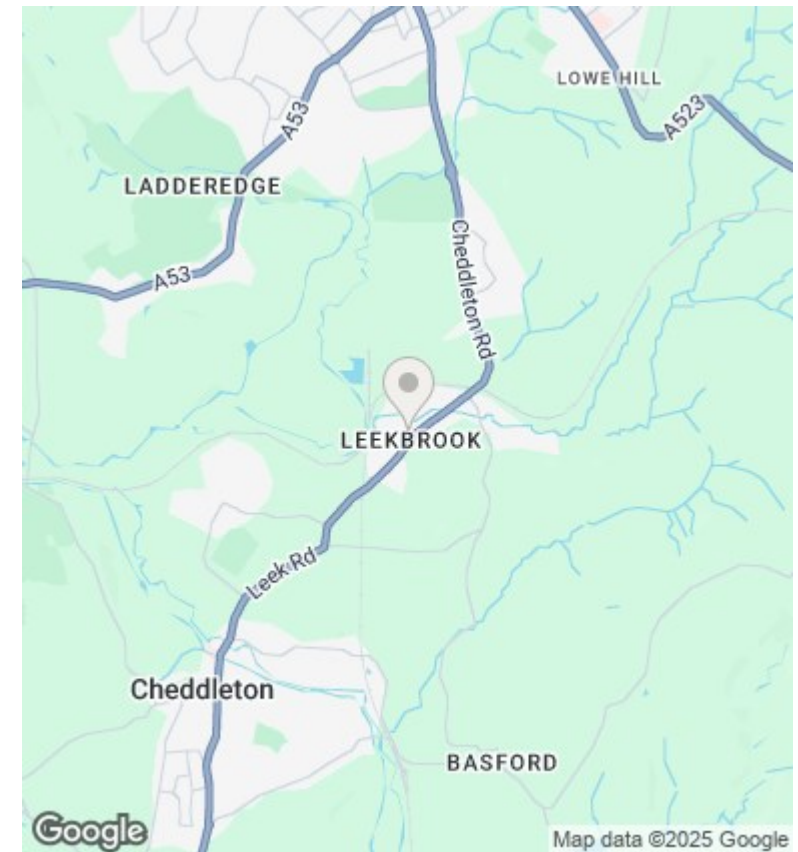 LOWE HILL
A53
A523
LADDEREDGE
Cheddleton Rd
A53
LEEKBROOK
Leek Rd
Cheddleton
BASFORD
Google
Map data ©2025 Google